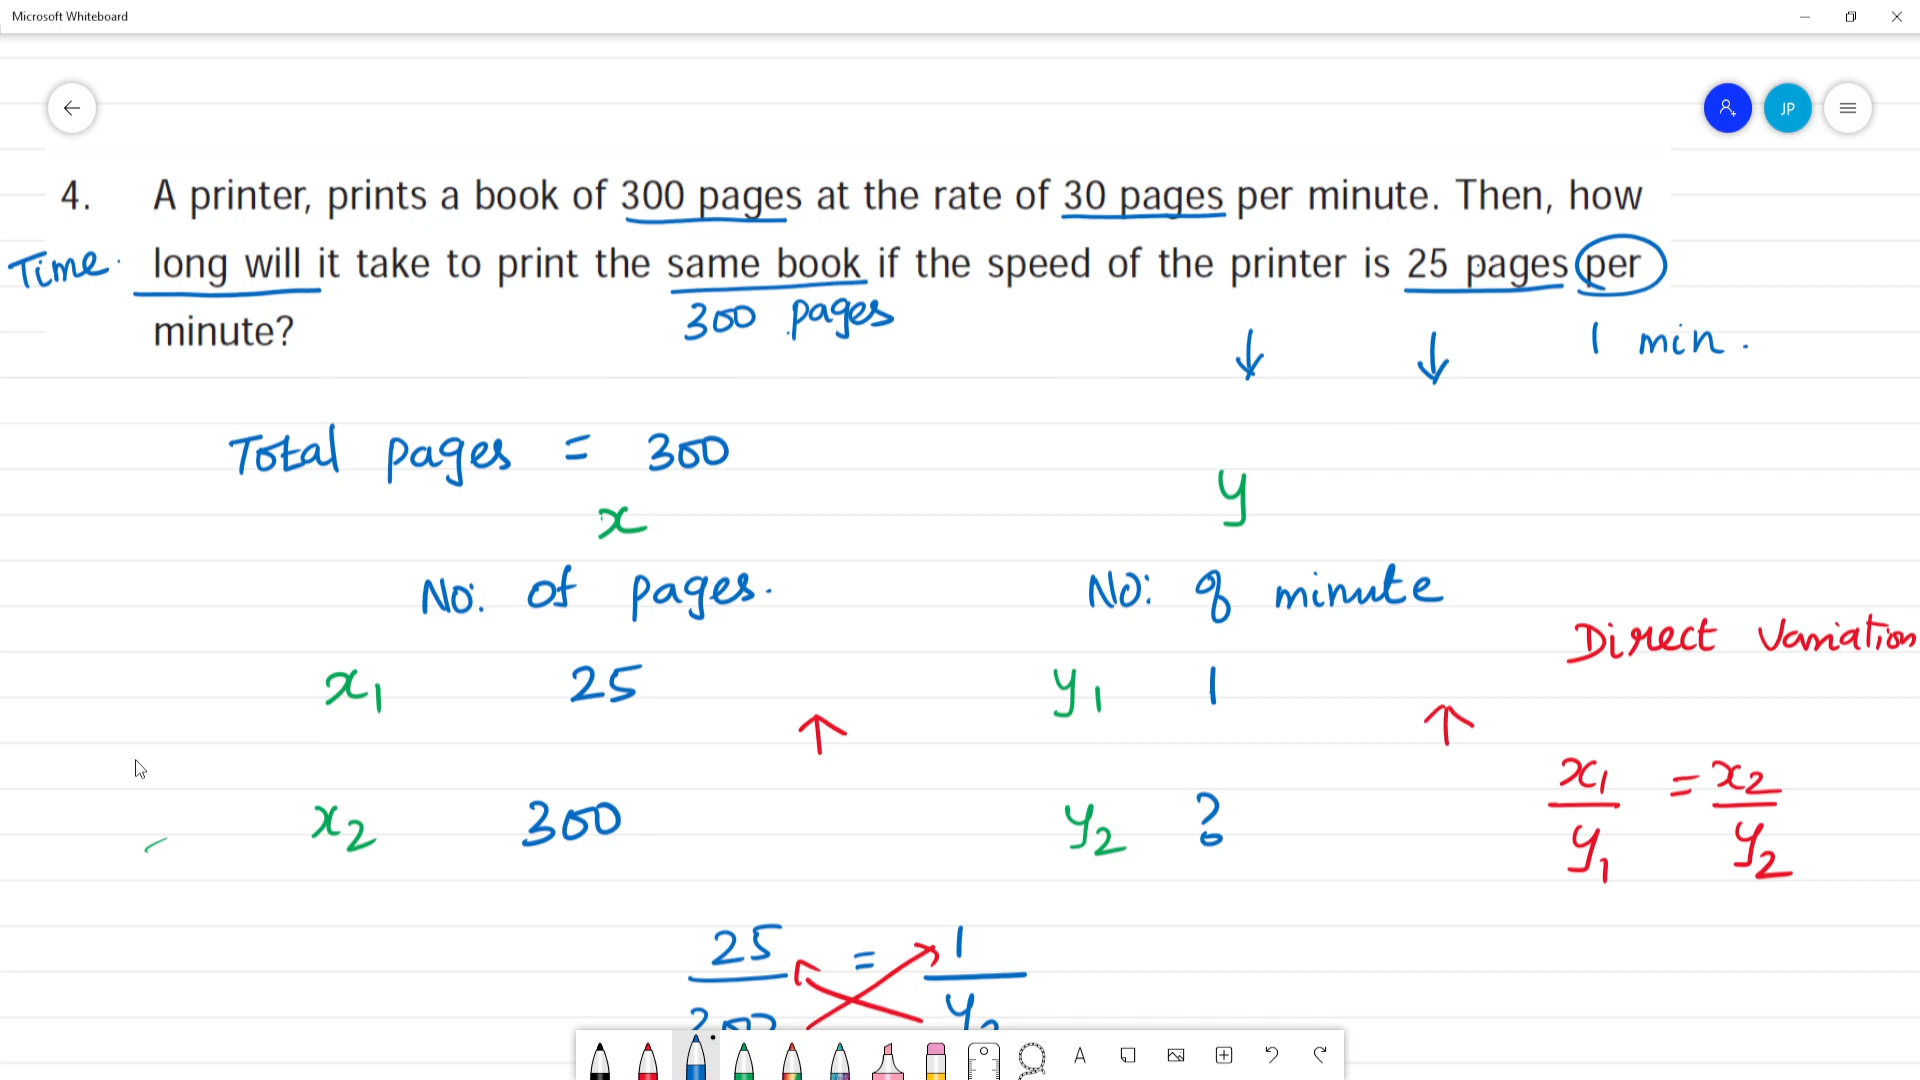 Microsoft Whiteboard
JP
4. A printer, prints a book of 300 pages at the rate of 30 pages per minute. Then, how
Time. long will it take to print the same book if the speed of the printer is 25 pages per
minute? 300 pages 1 min.
Total pages = 300
x y
No: of pages. No: of minute
Direct Variation
x1 25 y1 1
x1/y1 = x2/y2
x2 300 y2 ?
25/300 = 1/y2
A